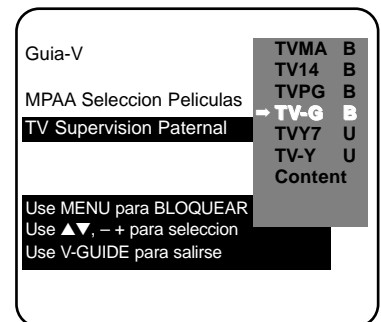 Guia-V
MPAA Seleccion Peliculas
TV Supervision Paternal
TVMA B
TV14 B
TVPG B
➡ TV-G B
TVY7 U
TV-Y U
Content
Use MENU para BLOQUEAR
Use ▲▼, – + para seleccion
Use V-GUIDE para salirse